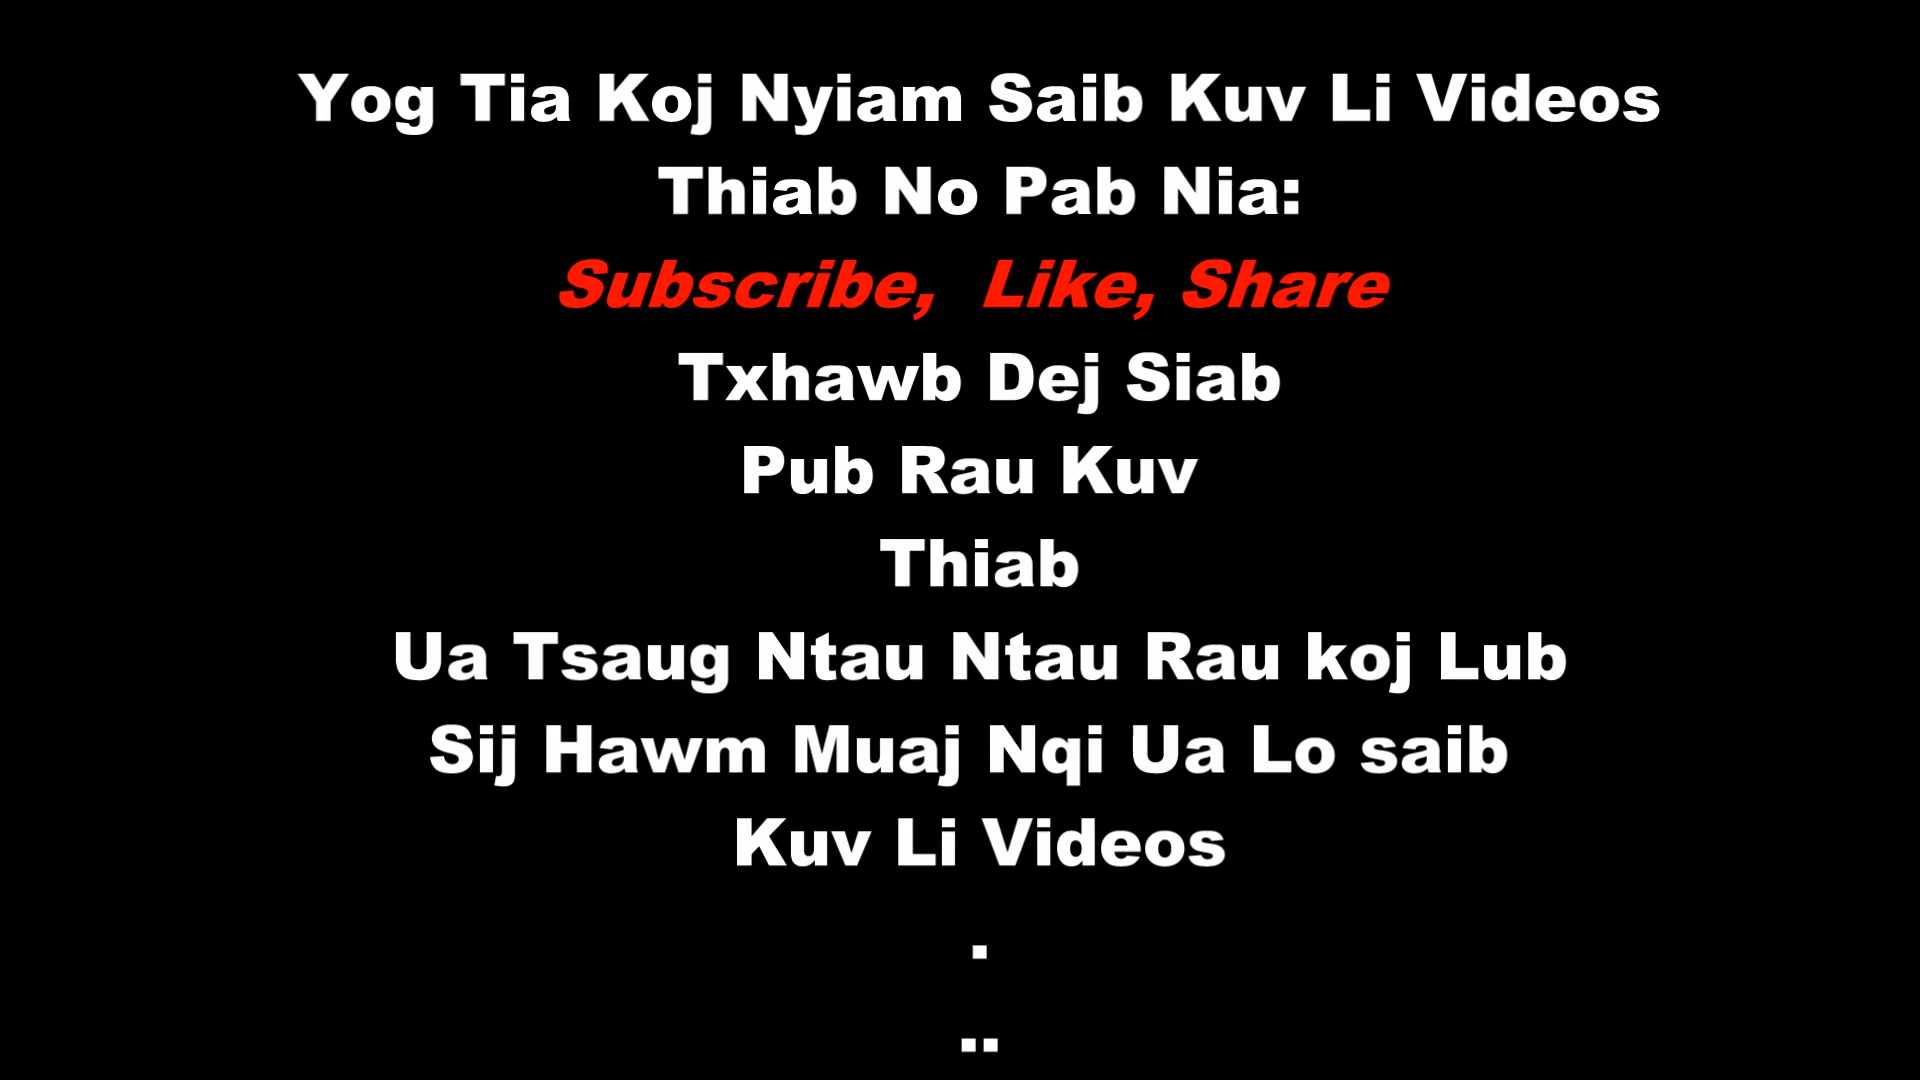 Yog Tia Koj Nyiam Saib Kuv Li Videos
Thiab No Pab Nia:
Subscribe,  Like, Share
Txhawb Dej Siab
Pub Rau Kuv
Thiab
Ua Tsaug Ntau Ntau Rau koj Lub
Sij Hawm Muaj Nqi Ua Lo saib
Kuv Li Videos
.
..